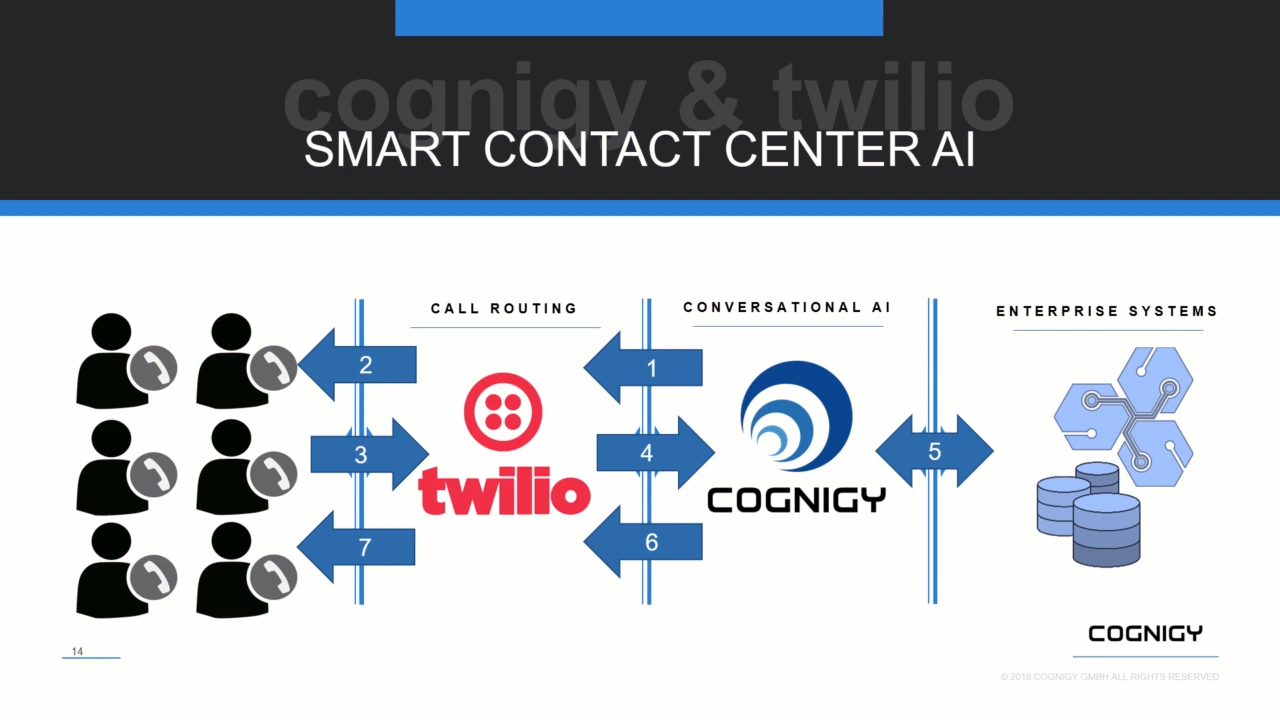 cognigy & twilio
SMART CONTACT CENTER AI
CALL ROUTING
CONVERSATIONAL AI
ENTERPRISE SYSTEMS
2
1
3
4
5
twilio
COGNIGY
7
6
COGNIGY
14
© 2018 COGNIGY GMBH ALL RIGHTS RESERVED